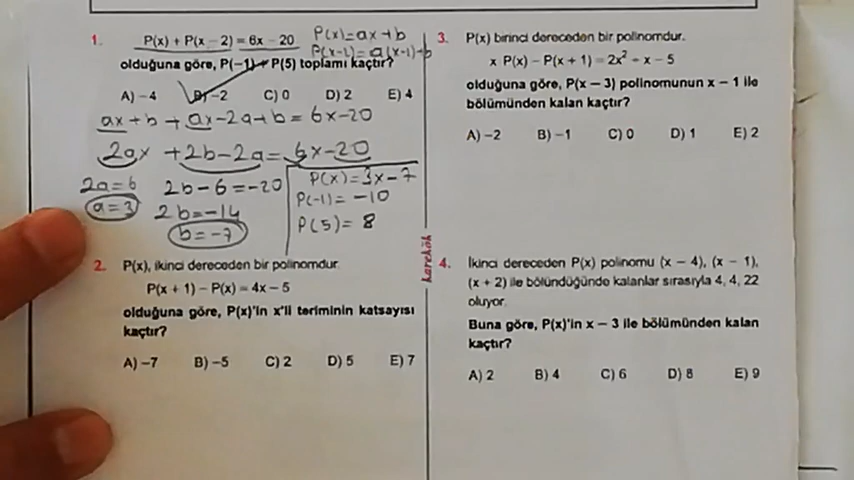 1. P(x) + P(x − 2) = 6x − 20
P(x) = ax + b
P(x-2) = a(x-2)+b
olduğuna göre, P(−1) + P(5) toplamı kaçtır?
A) −4 B) −2 C) 0 D) 2 E) 4
ax + b + ax - 2a + b = 6x - 20
2ax + 2b - 2a = 6x - 20
2a = 6
a = 3
2b - 6 = -20
2b = -14
b = -7
P(x) = 3x - 7
P(-1) = -10
P(5) = 8
2. P(x), ikinci dereceden bir polinomdur.
P(x + 1) − P(x) = 4x − 5
olduğuna göre, P(x)'in x'li teriminin katsayısı
kaçtır?
A) −7 B) −5 C) 2 D) 5 E) 7
karekök
3. P(x) birinci dereceden bir polinomdur.
x P(x) − P(x + 1) = 2x² − x − 5
olduğuna göre, P(x − 3) polinomunun x − 1 ile
bölümünden kalan kaçtır?
A) −2 B) −1 C) 0 D) 1 E) 2
4. İkinci dereceden P(x) polinomu (x − 4), (x − 1),
(x + 2) ile bölündüğünde kalanlar sırasıyla 4, 4, 22
oluyor.
Buna göre, P(x)'in x − 3 ile bölümünden kalan
kaçtır?
A) 2 B) 4 C) 6 D) 8 E) 9